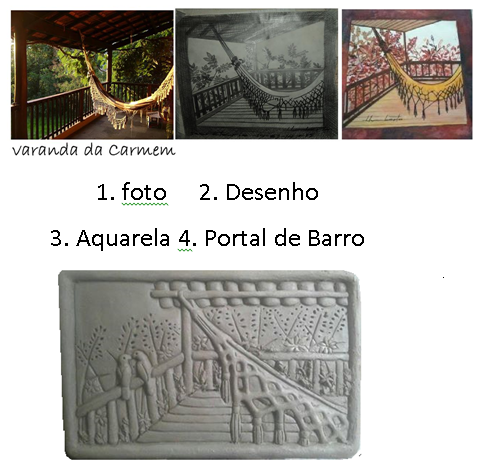 varanda da Carmem
1. foto 2. Desenho
3. Aquarela 4. Portal de Barro